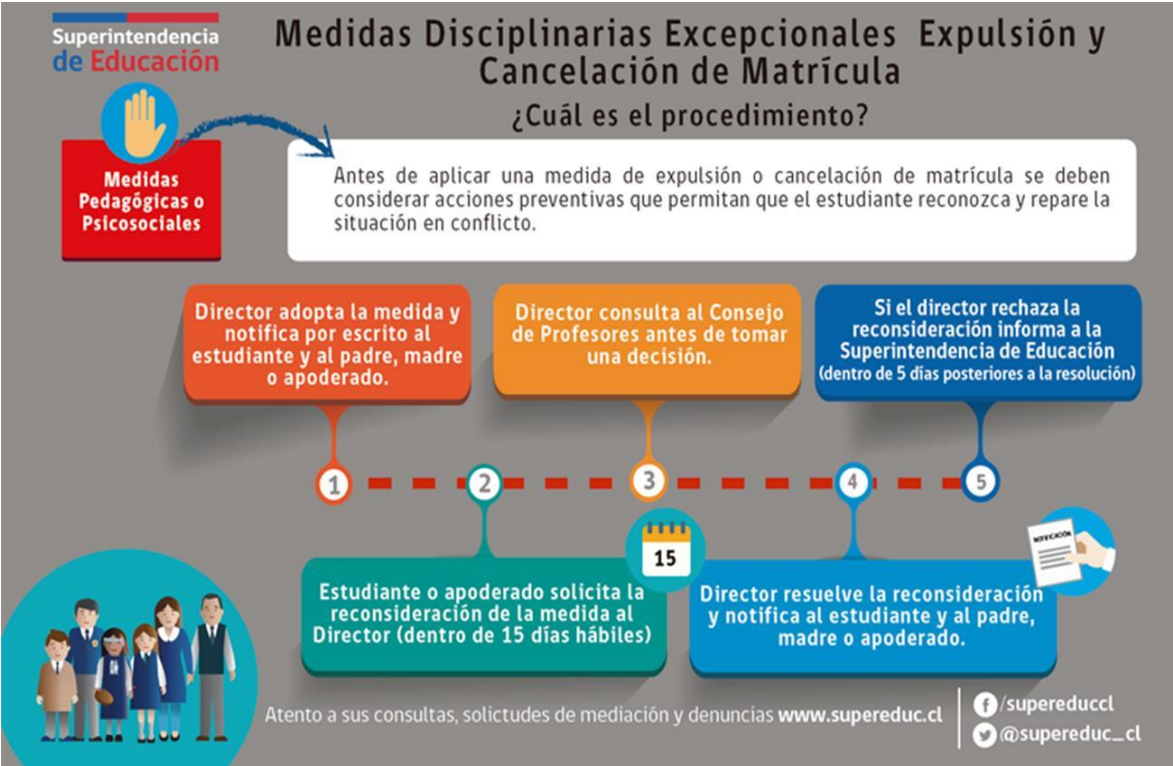 Superintendencia
de Educación
Medidas Disciplinarias Excepcionales Expulsión y
Cancelación de Matrícula
¿Cuál es el procedimiento?
Medidas
Pedagógicas o
Psicosociales
Antes de aplicar una medida de expulsión o cancelación de matrícula se deben
considerar acciones preventivas que permitan que el estudiante reconozca y repare la
situación en conflicto.
Director adopta la medida y
notifica por escrito al
estudiante y al padre, madre
o apoderado.
1
Estudiante o apoderado solicita la
reconsideración de la medida al
Director (dentro de 15 días hábiles)
2
15
Director consulta al Consejo
de Profesores antes de tomar
una decisión.
3
Director resuelve la reconsideración
y notifica al estudiante y al padre,
madre o apoderado.
4
NOTIFICACIÓN
Si el director rechaza la
reconsideración informa a la
Superintendencia de Educación
(dentro de 5 días posteriores a la resolución)
5
Atento a sus consultas, solictudes de mediación y denuncias www.supereduc.cl
/supereduccl
@supereduc_cl